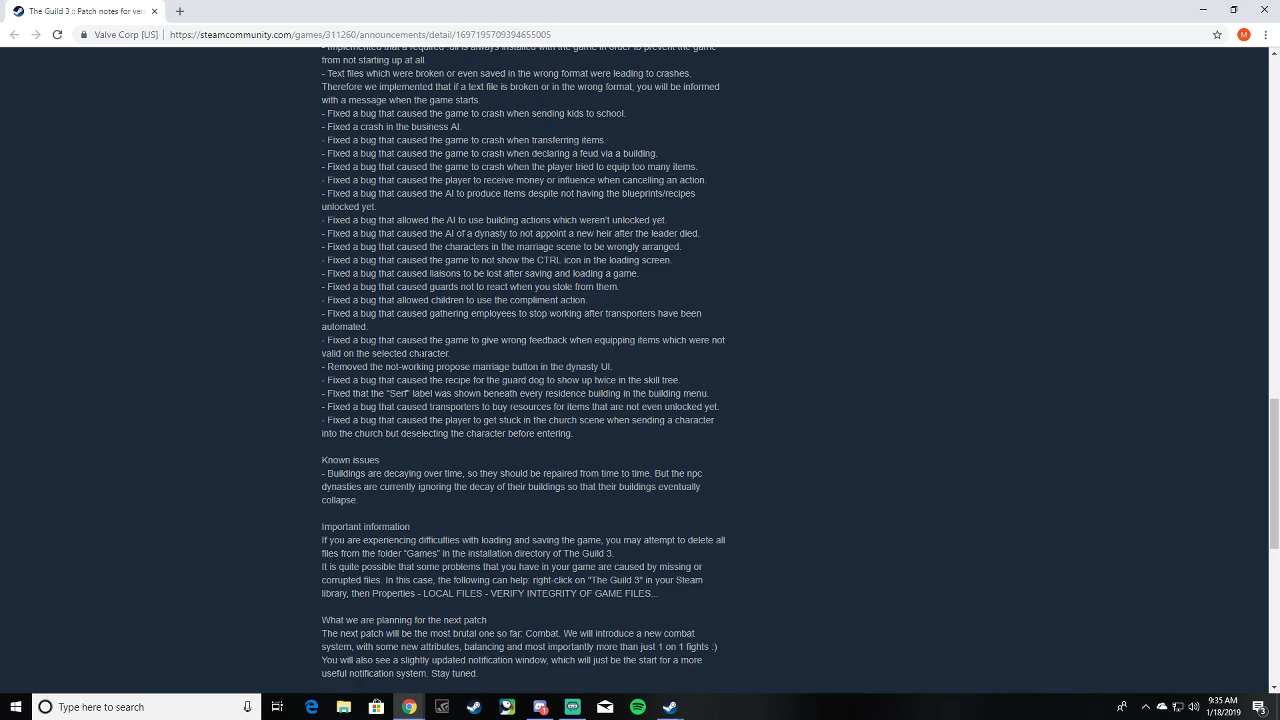 The Guild 3 :: Patch notes for ver
Valve Corp [US] | https://steamcommunity.com/games/311260/announcements/detail/1697195709394655005
M
- Implemented that a required .dll is always installed with the game in order to prevent the game
from not starting up at all.
- Text files which were broken or even saved in the wrong format were leading to crashes.
Therefore we implemented that if a text file is broken or in the wrong format, you will be informed
with a message when the game starts.
- Fixed a bug that caused the game to crash when sending kids to school.
- Fixed a crash in the business AI.
- Fixed a bug that caused the game to crash when transferring items.
- Fixed a bug that caused the game to crash when declaring a feud via a building.
- Fixed a bug that caused the game to crash when the player tried to equip too many items.
- Fixed a bug that caused the player to receive money or influence when cancelling an action.
- Fixed a bug that caused the AI to produce items despite not having the blueprints/recipes
unlocked yet.
- Fixed a bug that allowed the AI to use building actions which weren't unlocked yet.
- Fixed a bug that caused the AI of a dynasty to not appoint a new heir after the leader died.
- Fixed a bug that caused the characters in the marriage scene to be wrongly arranged.
- Fixed a bug that caused the game to not show the CTRL icon in the loading screen.
- Fixed a bug that caused liaisons to be lost after saving and loading a game.
- Fixed a bug that caused guards not to react when you stole from them.
- Fixed a bug that allowed children to use the compliment action.
- Fixed a bug that caused gathering employees to stop working after transporters have been
automated.
- Fixed a bug that caused the game to give wrong feedback when equipping items which were not
valid on the selected character.
- Removed the not-working propose marriage button in the dynasty UI.
- Fixed a bug that caused the recipe for the guard dog to show up twice in the skill tree.
- Fixed that the "Serf" label was shown beneath every residence building in the building menu.
- Fixed a bug that caused transporters to buy resources for items that are not even unlocked yet.
- Fixed a bug that caused the player to get stuck in the church scene when sending a character
into the church but deselecting the character before entering.
Known issues
- Buildings are decaying over time, so they should be repaired from time to time. But the npc
dynasties are currently ignoring the decay of their buildings so that their buildings eventually
collapse.
Important information
If you are experiencing difficulties with loading and saving the game, you may attempt to delete all
files from the folder "Games" in the installation directory of The Guild 3.
It is quite possible that some problems that you have in your game are caused by missing or
corrupted files. In this case, the following can help: right-click on "The Guild 3" in your Steam
library, then Properties - LOCAL FILES - VERIFY INTEGRITY OF GAME FILES...
What we are planning for the next patch
The next patch will be the most brutal one so far: Combat. We will introduce a new combat
system, with some new attributes, balancing and most importantly more than just 1 on 1 fights :)
You will also see a slightly updated notification window, which will just be the start for a more
useful notification system. Stay tuned.
Type here to search
9:35 AM
1/18/2019